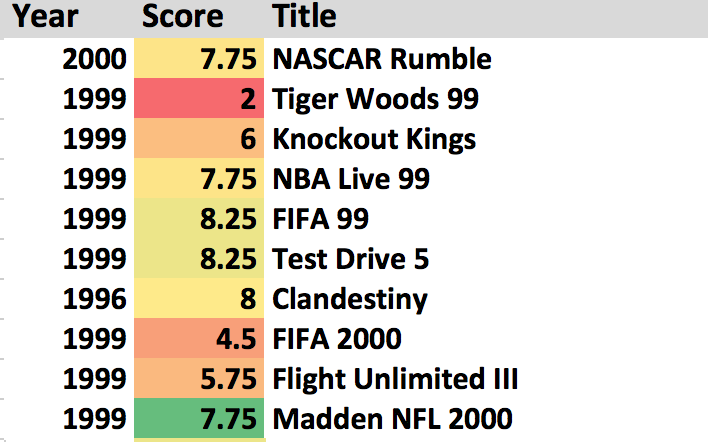 Year Score Title
2000 7.75 NASCAR Rumble
1999 2 Tiger Woods 99
1999 6 Knockout Kings
1999 7.75 NBA Live 99
1999 8.25 FIFA 99
1999 8.25 Test Drive 5
1996 8 Clandestiny
1999 4.5 FIFA 2000
1999 5.75 Flight Unlimited III
1999 7.75 Madden NFL 2000